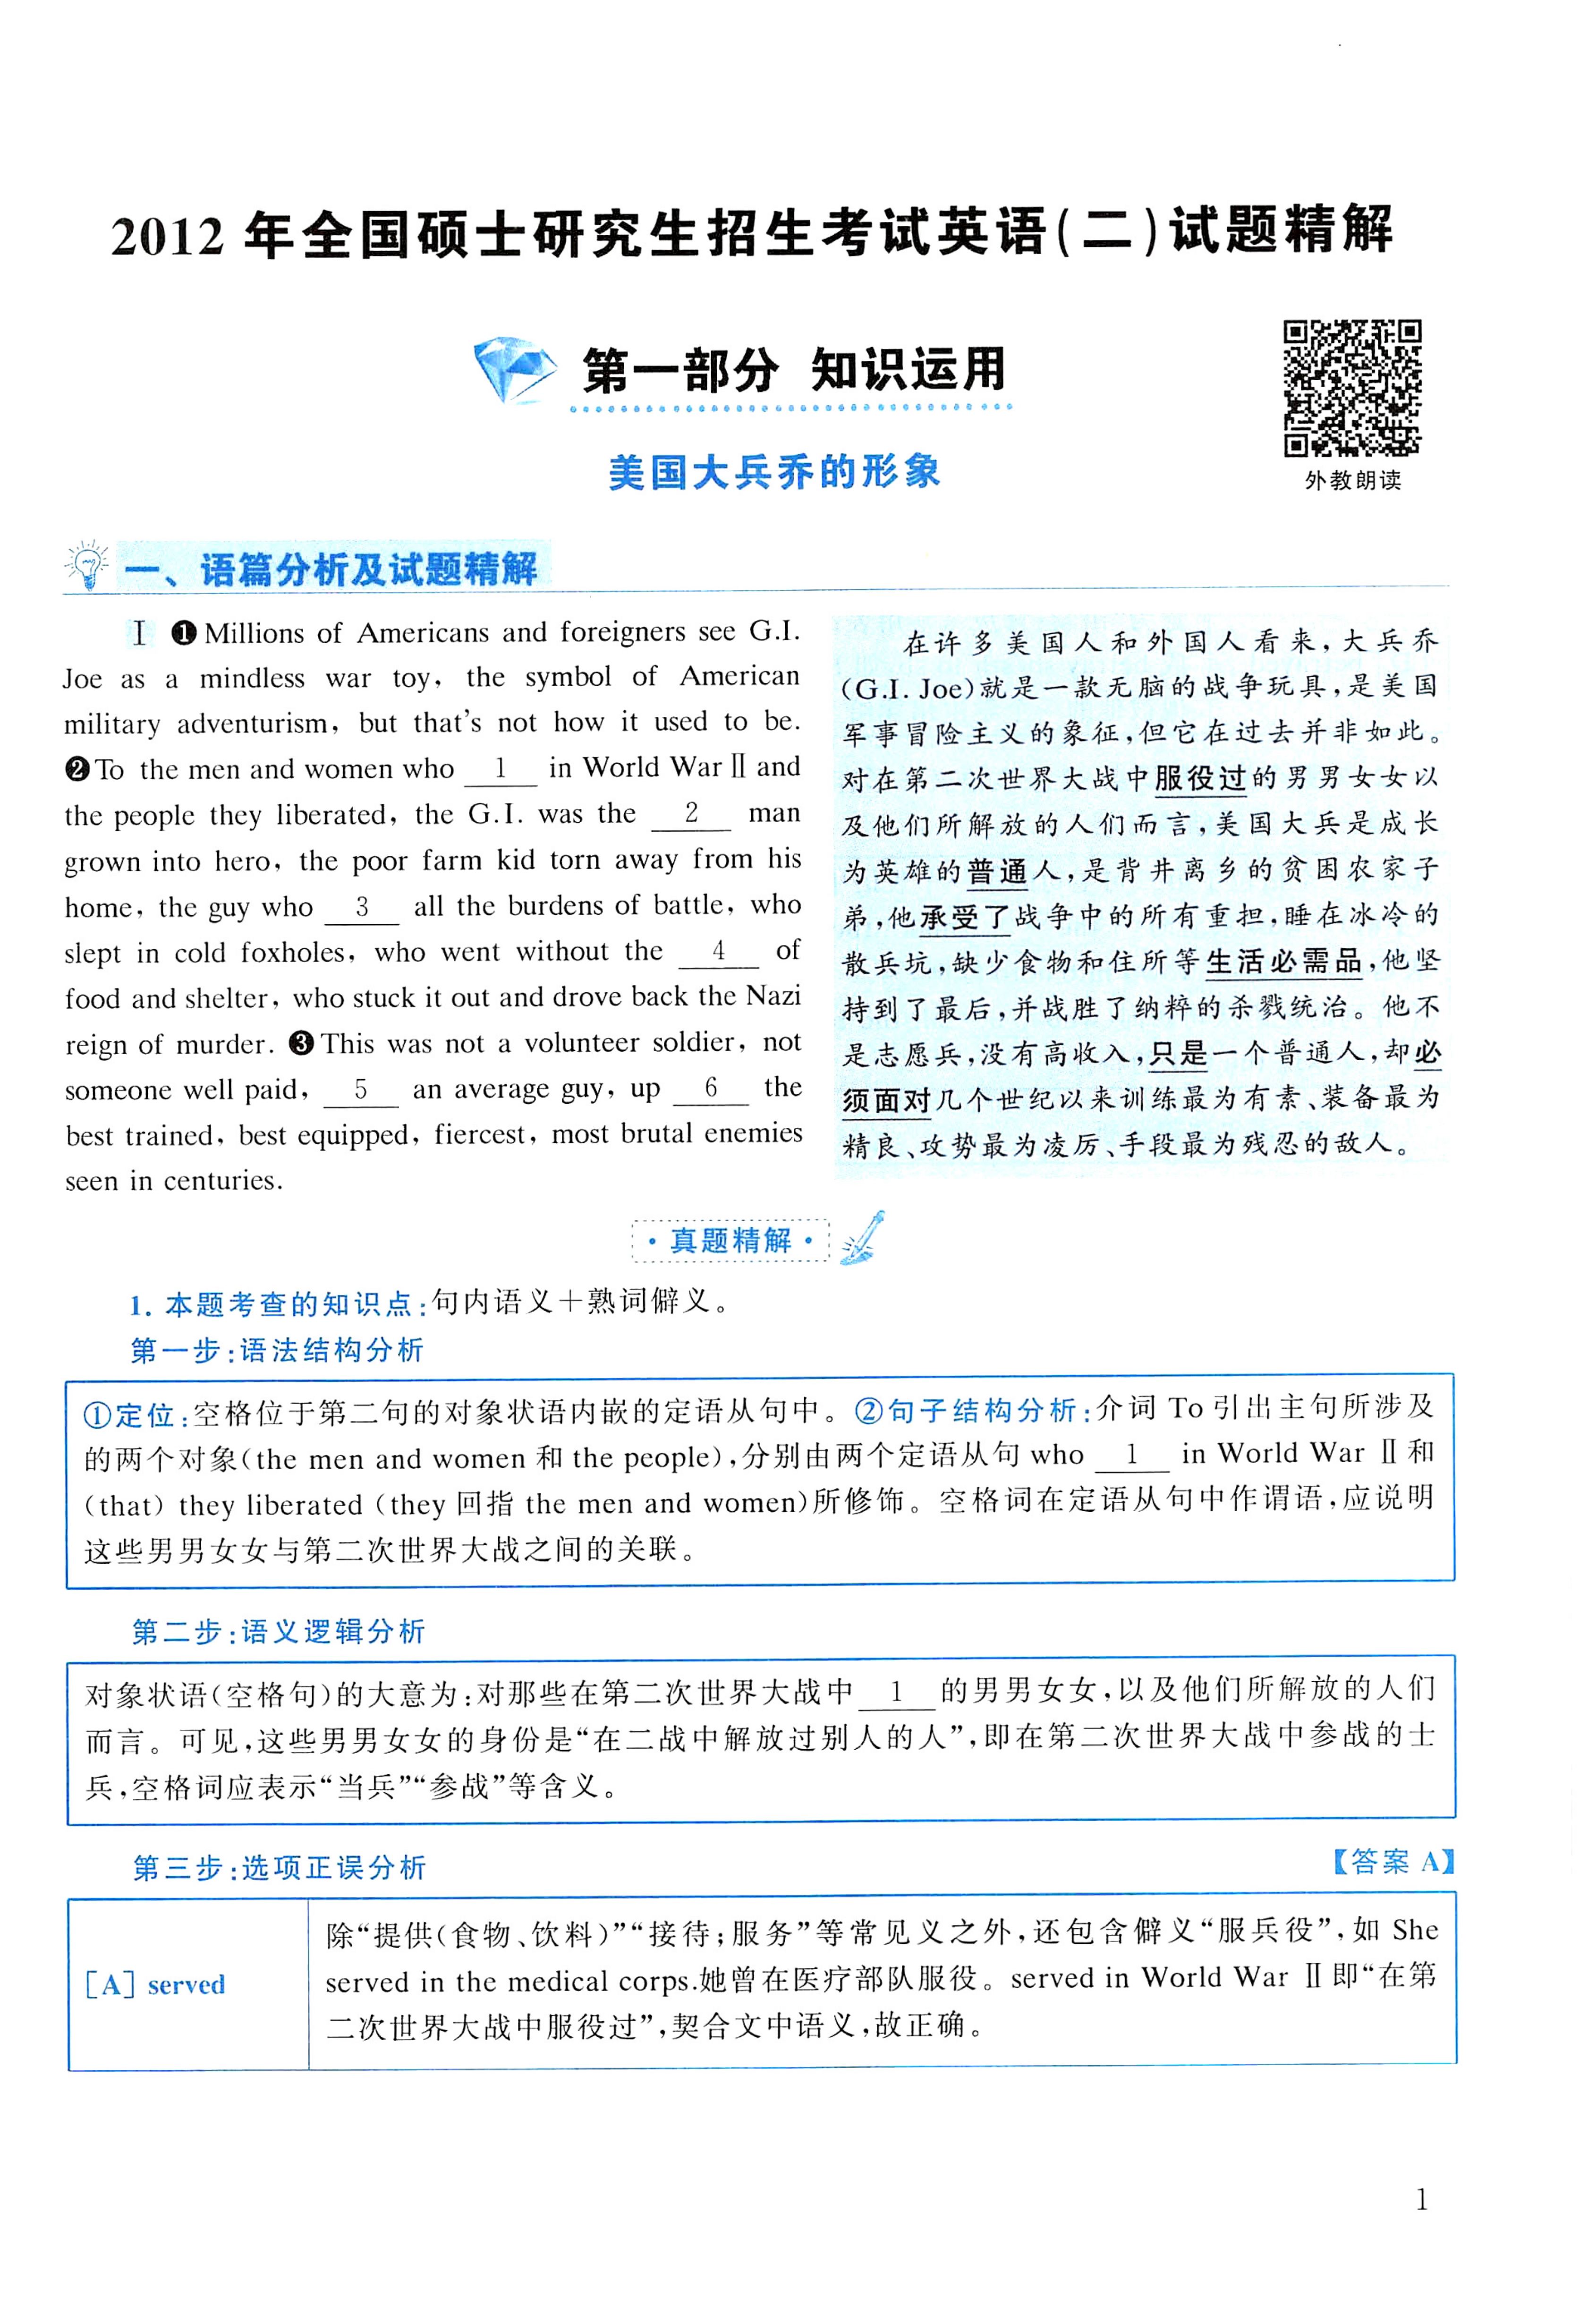 2012 年全国硕士研究生招生考试英语(二)试题精解
第一部分 知识运用
美国大兵乔的形象
外教朗读
一、语篇分析及试题精解
Ⅰ ❶Millions of Americans and foreigners see G.I.
Joe as a mindless war toy, the symbol of American
military adventurism, but that's not how it used to be.
❷To the men and women who 1 in World War Ⅱ and
the people they liberated, the G.I. was the 2 man
grown into hero, the poor farm kid torn away from his
home, the guy who 3 all the burdens of battle, who
slept in cold foxholes, who went without the 4 of
food and shelter, who stuck it out and drove back the Nazi
reign of murder. ❸This was not a volunteer soldier, not
someone well paid, 5 an average guy, up 6 the
best trained, best equipped, fiercest, most brutal enemies
seen in centuries.
在许多美国人和外国人看来,大兵乔
(G.I. Joe)就是一款无脑的战争玩具,是美国
军事冒险主义的象征,但它在过去并非如此。
对在第二次世界大战中服役过的男男女女以
及他们所解放的人们而言,美国大兵是成长
为英雄的普通人,是背井离乡的贫困农家子
弟,他承受了战争中的所有重担,睡在冰冷的
散兵坑,缺少食物和住所等生活必需品,他坚
持到了最后,并战胜了纳粹的杀戮统治。他不
是志愿兵,没有高收入,只是一个普通人,却必
须面对几个世纪以来训练最为有素、装备最为
精良、攻势最为凌厉、手段最为残忍的敌人。
·真题精解·
1. 本题考查的知识点:句内语义+熟词僻义。
第一步:语法结构分析
①定位:空格位于第二句的对象状语内嵌的定语从句中。②句子结构分析:介词 To 引出主句所涉及
的两个对象(the men and women 和 the people),分别由两个定语从句 who 1 in World War Ⅱ 和
(that) they liberated (they 回指 the men and women)所修饰。空格词在定语从句中作谓语,应说明
这些男男女女与第二次世界大战之间的关联。
第二步:语义逻辑分析
对象状语(空格句)的大意为:对那些在第二次世界大战中 1 的男男女女,以及他们所解放的人们
而言。可见,这些男男女女的身份是“在二战中解放过别人的人”,即在第二次世界大战中参战的士
兵,空格词应表示“当兵”“参战”等含义。
第三步:选项正误分析
【答案 A】
[A] served
除“提供(食物、饮料)”“接待;服务”等常见义之外,还包含僻义“服兵役”,如 She
served in the medical corps.她曾在医疗部队服役。served in World War Ⅱ 即“在第
二次世界大战中服役过”,契合文中语义,故正确。
1